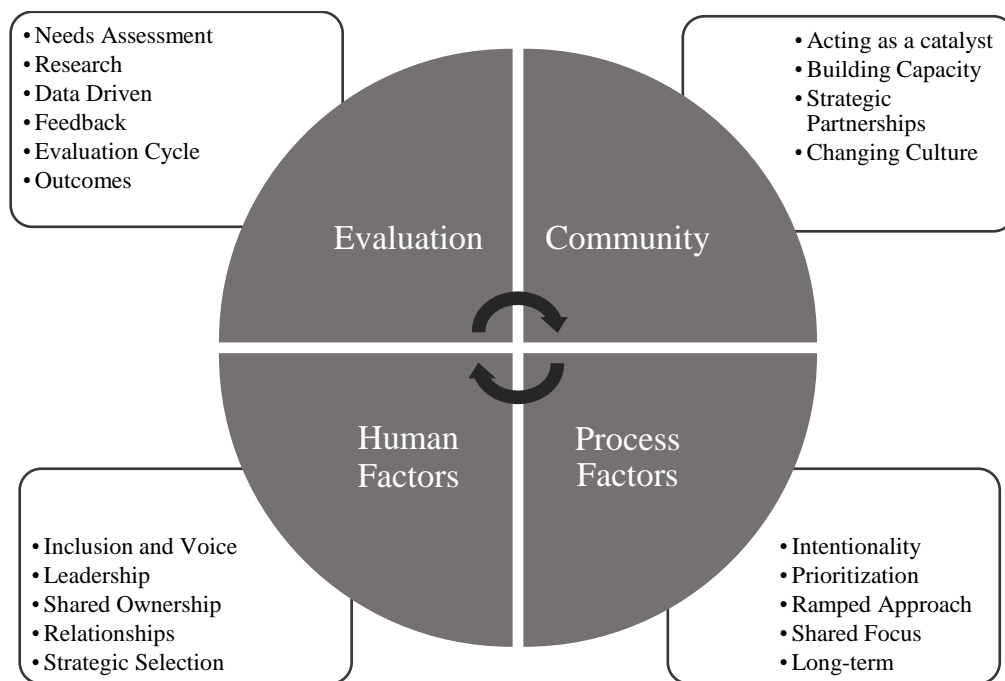 • Needs Assessment
• Research
• Data Driven
• Feedback
• Evaluation Cycle
• Outcomes
• Acting as a catalyst
• Building Capacity
• Strategic
Partnerships
• Changing Culture
Evaluation
Community
Human
Factors
Process
Factors
• Inclusion and Voice
• Leadership
• Shared Ownership
• Relationships
• Strategic Selection
• Intentionality
• Prioritization
• Ramped Approach
• Shared Focus
• Long-term